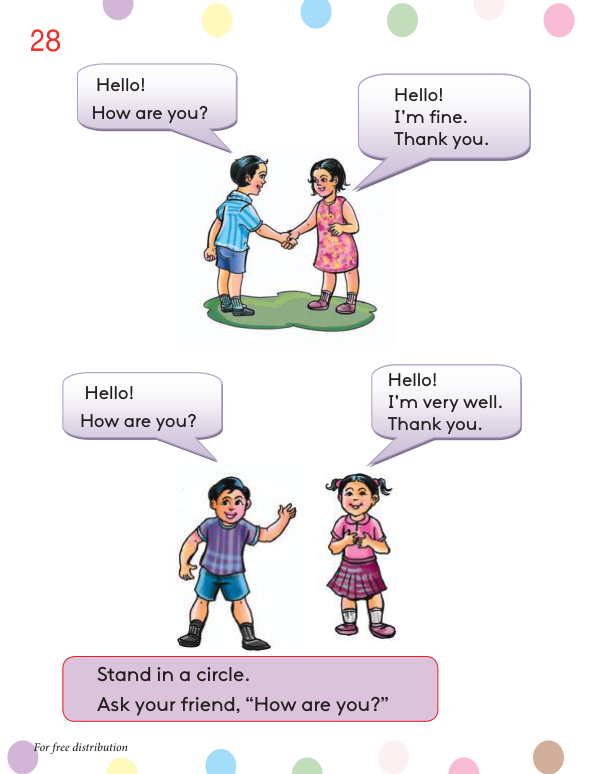 28
Hello!
How are you?
Hello!
I'm fine.
Thank you.
Hello!
How are you?
Hello!
I'm very well.
Thank you.
Stand in a circle.
Ask your friend, “How are you?”
For free distribution